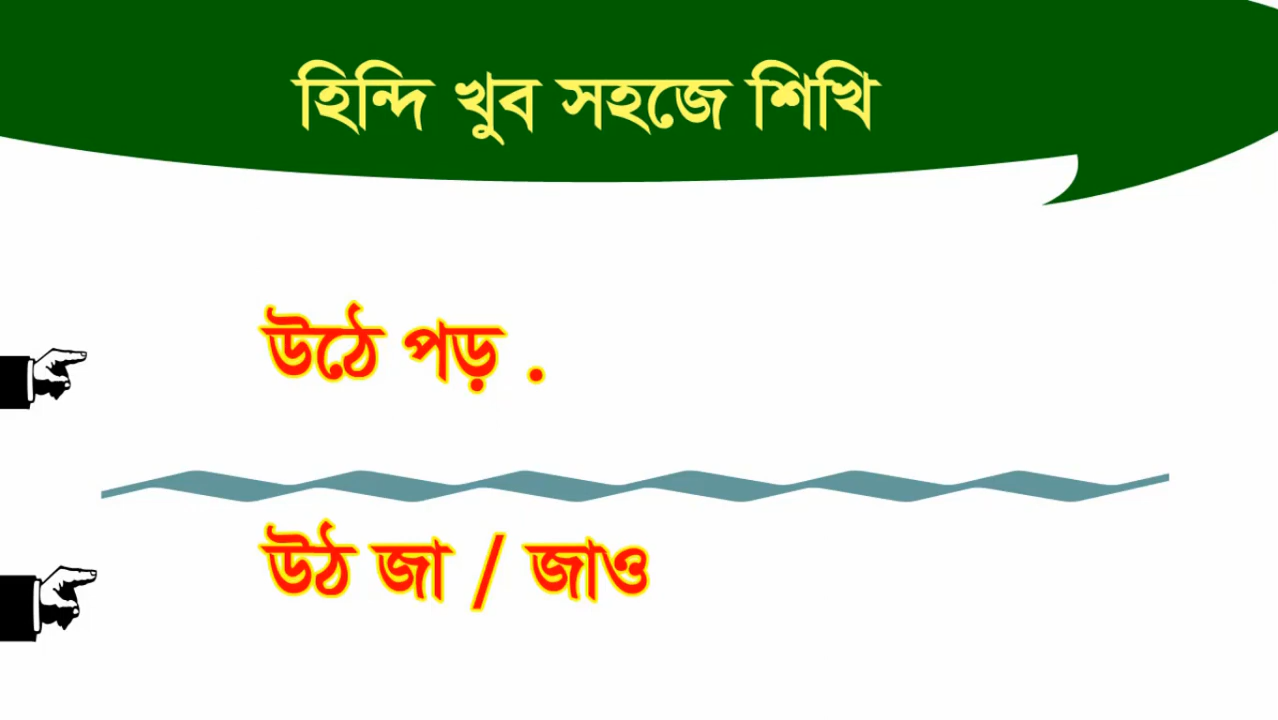 হিন্দি খুব সহজে শিখি
উঠে পড় .
উঠ জা / জাও